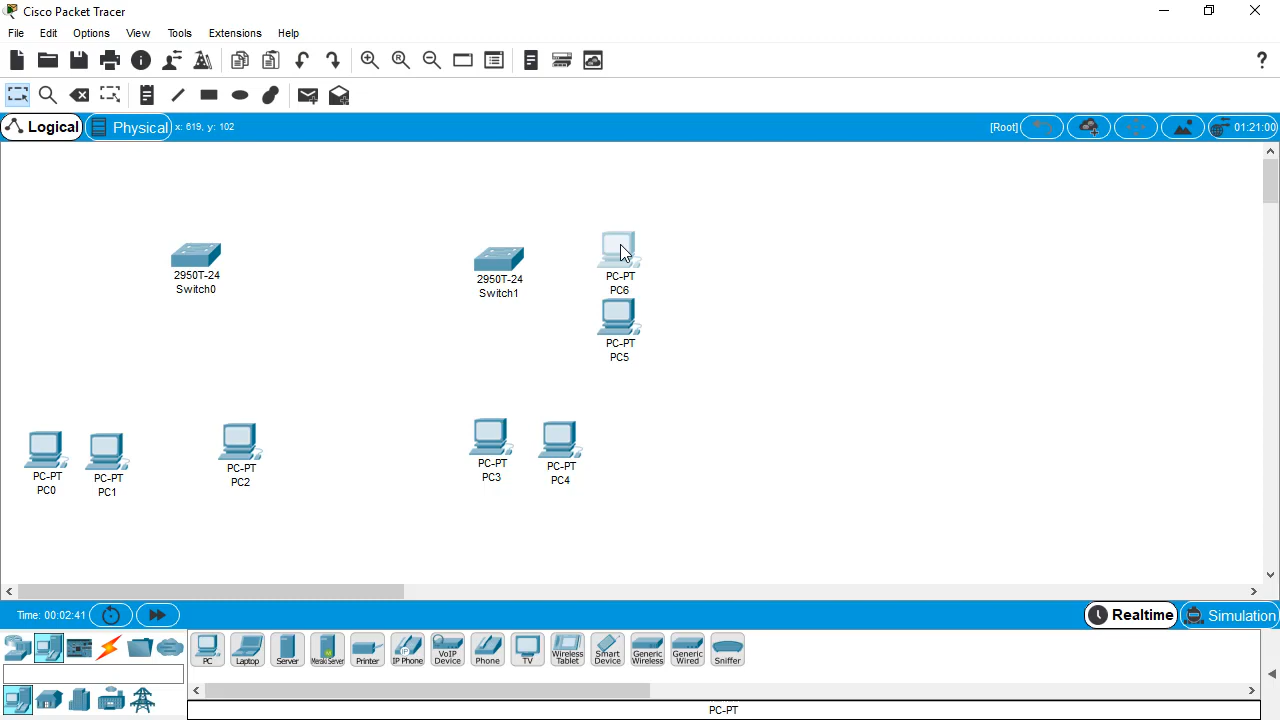 Cisco Packet Tracer
File Edit Options View Tools Extensions Help
Logical Physical x: 619, y: 102 [Root] 01:21:00
2950T-24
Switch0
2950T-24
Switch1
PC-PT
PC6
PC-PT
PC5
PC-PT
PC0
PC-PT
PC1
PC-PT
PC2
PC-PT
PC3
PC-PT
PC4
Time: 00:02:41 Realtime Simulation
PC Laptop Server Meraki Server Printer IP Phone VoIP Device Phone TV Wireless Tablet Smart Device Generic Wireless Generic Wired Sniffer
PC-PT